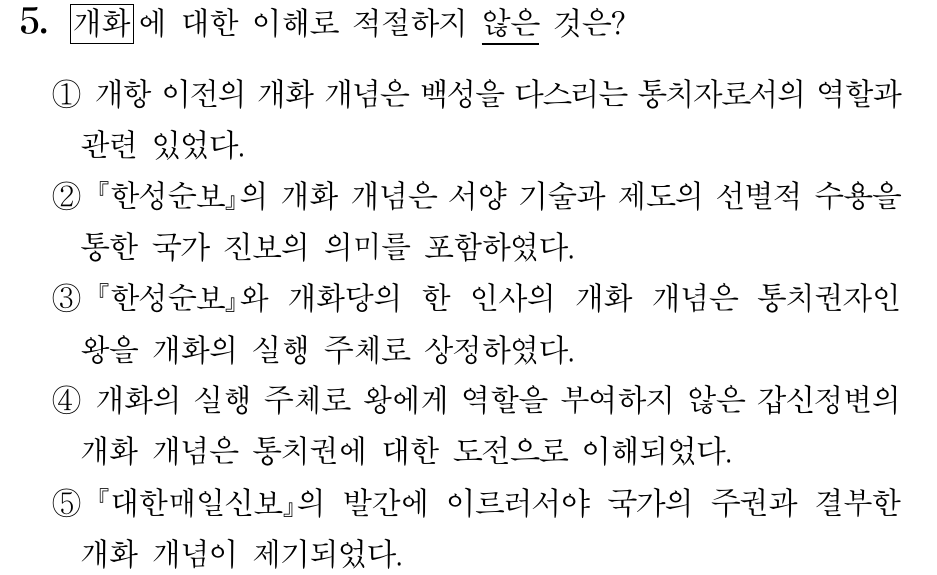 5. 개화에 대한 이해로 적절하지 않은 것은?
① 개항 이전의 개화 개념은 백성을 다스리는 통치자로서의 역할과
관련 있었다.
② 『한성순보』의 개화 개념은 서양 기술과 제도의 선별적 수용을
통한 국가 진보의 의미를 포함하였다.
③ 『한성순보』와 개화당의 한 인사의 개화 개념은 통치권자인
왕을 개화의 실행 주체로 상정하였다.
④ 개화의 실행 주체로 왕에게 역할을 부여하지 않은 갑신정변의
개화 개념은 통치권에 대한 도전으로 이해되었다.
⑤ 『대한매일신보』의 발간에 이르러서야 국가의 주권과 결부한
개화 개념이 제기되었다.